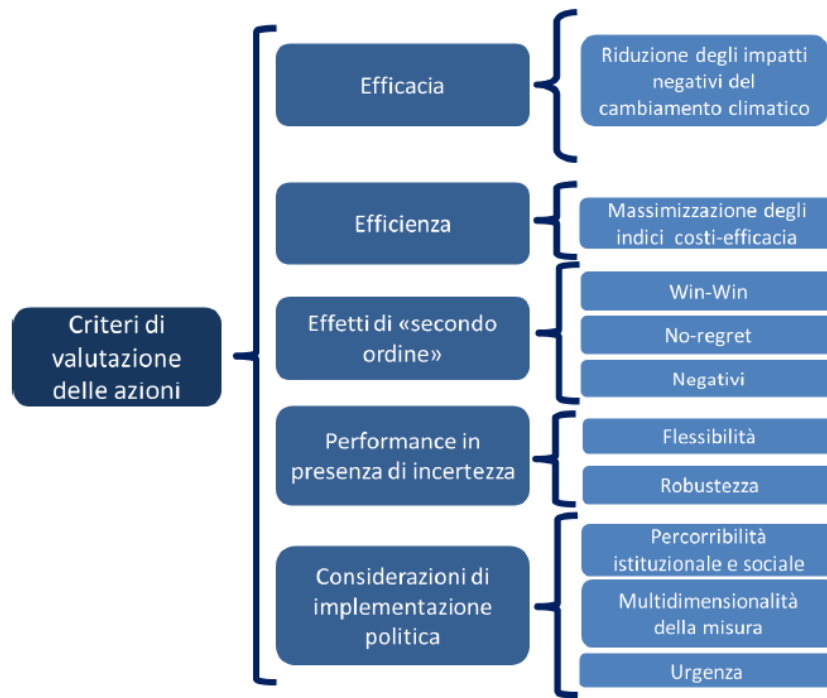 Criteri di
valutazione
delle azioni
Efficacia
Riduzione degli impatti
negativi del
cambiamento climatico
Efficienza
Massimizzazione degli
indici costi-efficacia
Effetti di «secondo
ordine»
Win-Win
No-regret
Negativi
Performance in
presenza di incertezza
Flessibilità
Robustezza
Considerazioni di
implementazione
politica
Percorribilità
istituzionale e sociale
Multidimensionalità
della misura
Urgenza